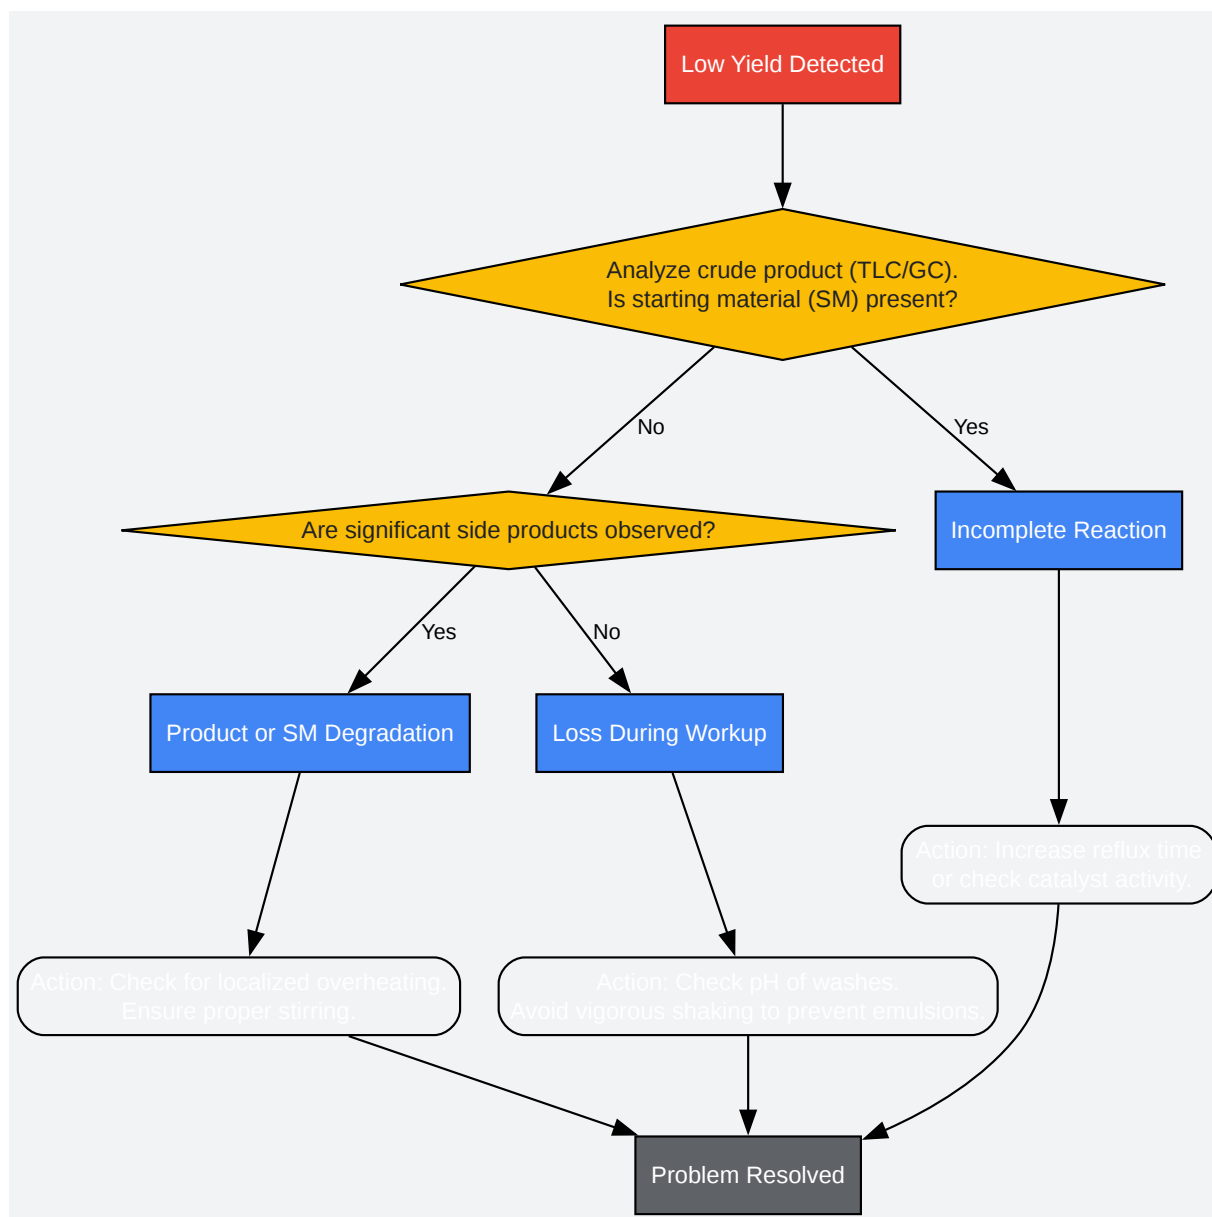 Low Yield Detected
Analyze crude product (TLC/GC).
Is starting material (SM) present?
No
Yes
Are significant side products observed?
Incomplete Reaction
Yes
No
Product or SM Degradation
Loss During Workup
Action: Increase reflux time
or check catalyst activity.
Action: Check for localized overheating.
Ensure proper stirring.
Action: Check pH of washes.
Avoid vigorous shaking to prevent emulsions.
Problem Resolved